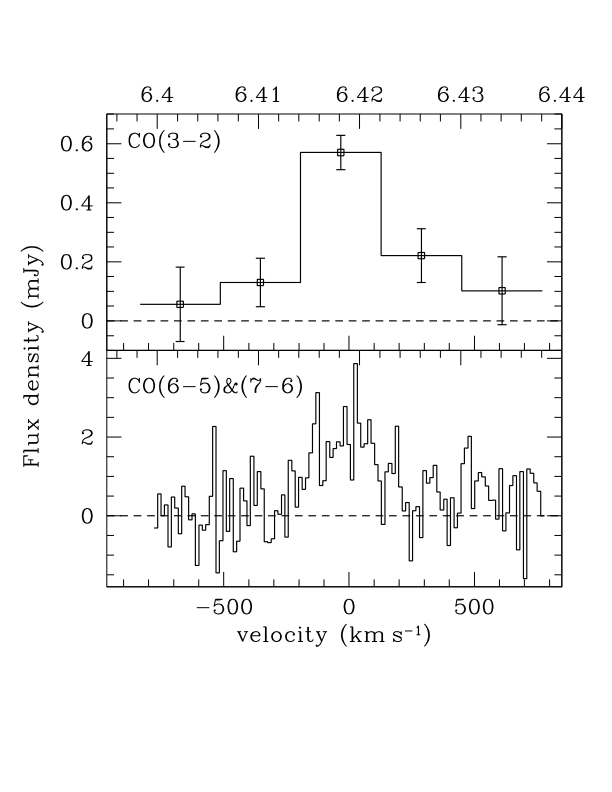 6.4 6.41 6.42 6.43 6.44
CO(3−2)
0.6
0.4
0.2
0
Flux density (mJy)
CO(6−5)&(7−6)
4
2
0
−500 0 500
velocity (km s⁻¹)